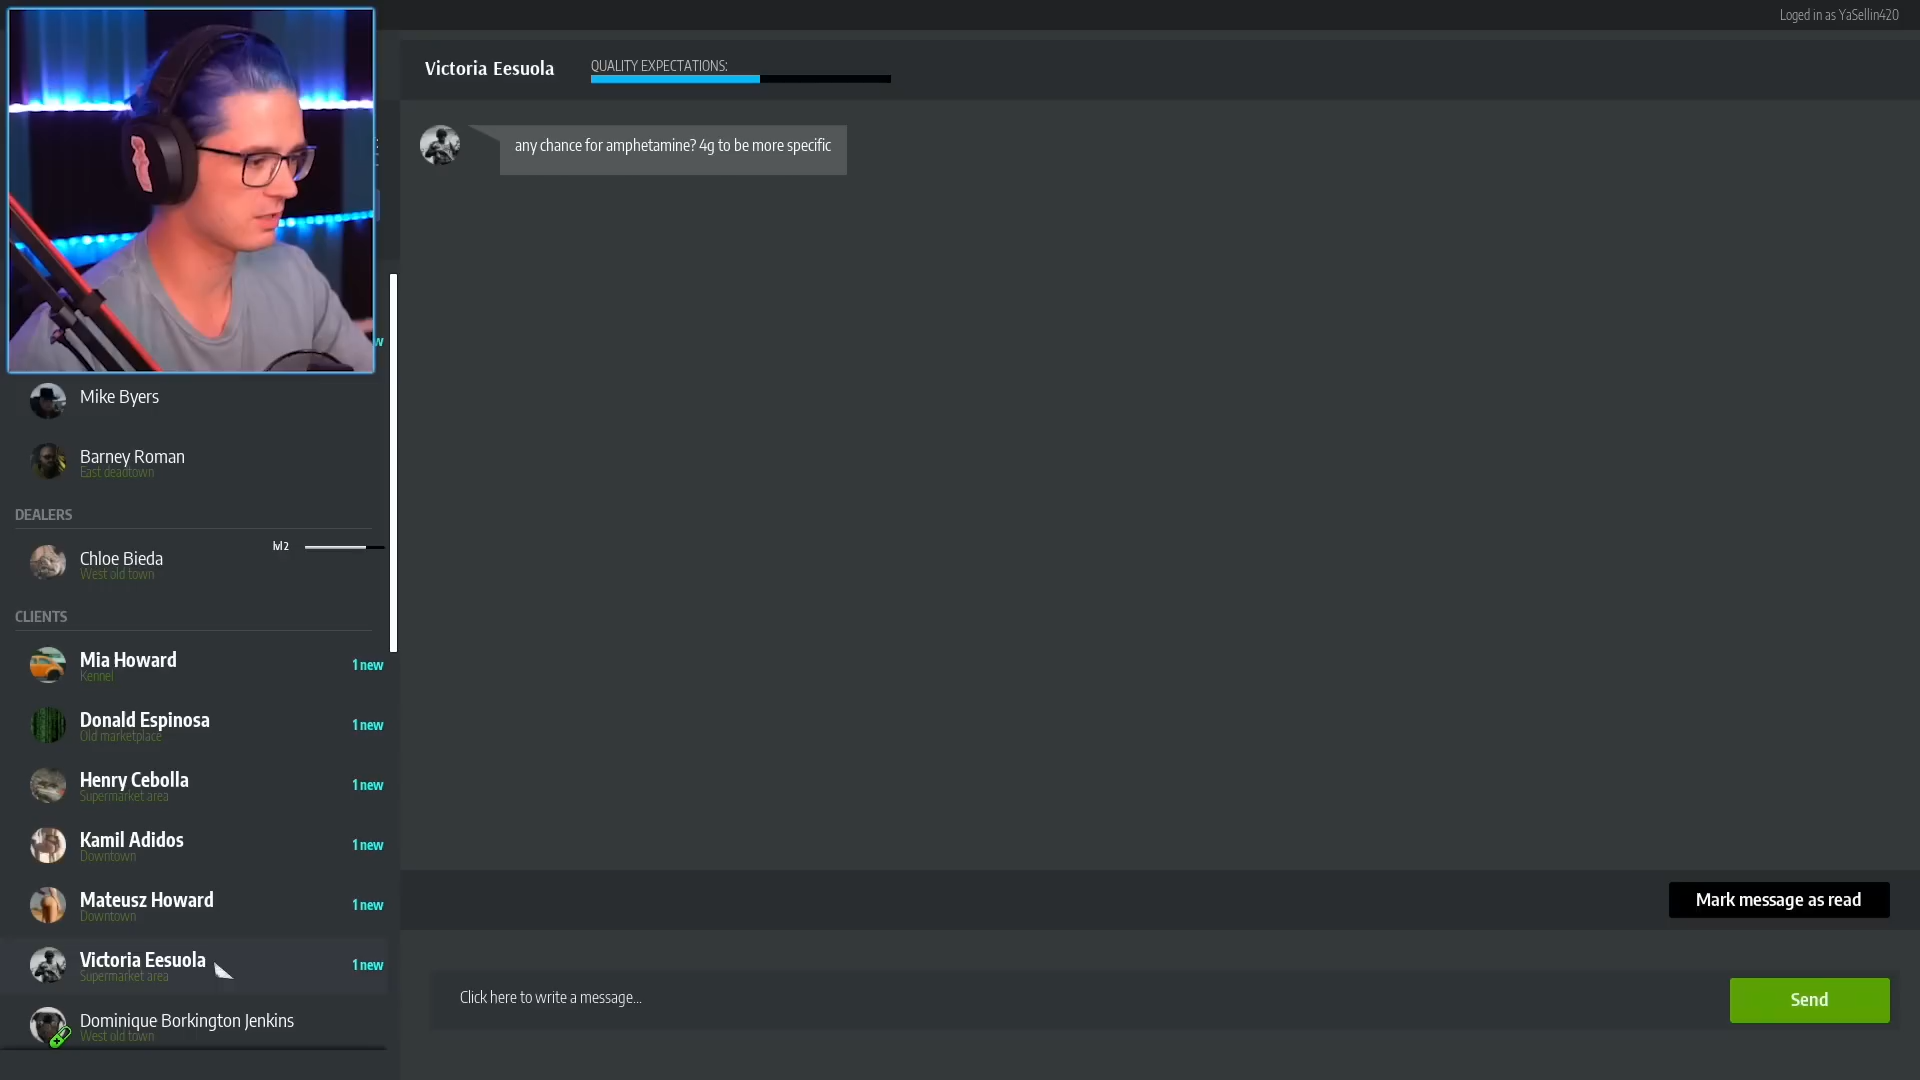 Loged in as YaSellin420
Victoria Eesuola
QUALITY EXPECTATIONS:
any chance for amphetamine? 4g to be more specific
w
Mike Byers
Barney Roman
East deadtown
DEALERS
Chloe Bieda
lvl 2
West old town
CLIENTS
Mia Howard
1 new
Kennel
Donald Espinosa
1 new
Old marketplace
Henry Cebolla
1 new
Supermarket area
Kamil Adidos
1 new
Downtown
Mateusz Howard
1 new
Downtown
Victoria Eesuola
1 new
Supermarket area
Dominique Borkington Jenkins
West old town
Mark message as read
Click here to write a message...
Send